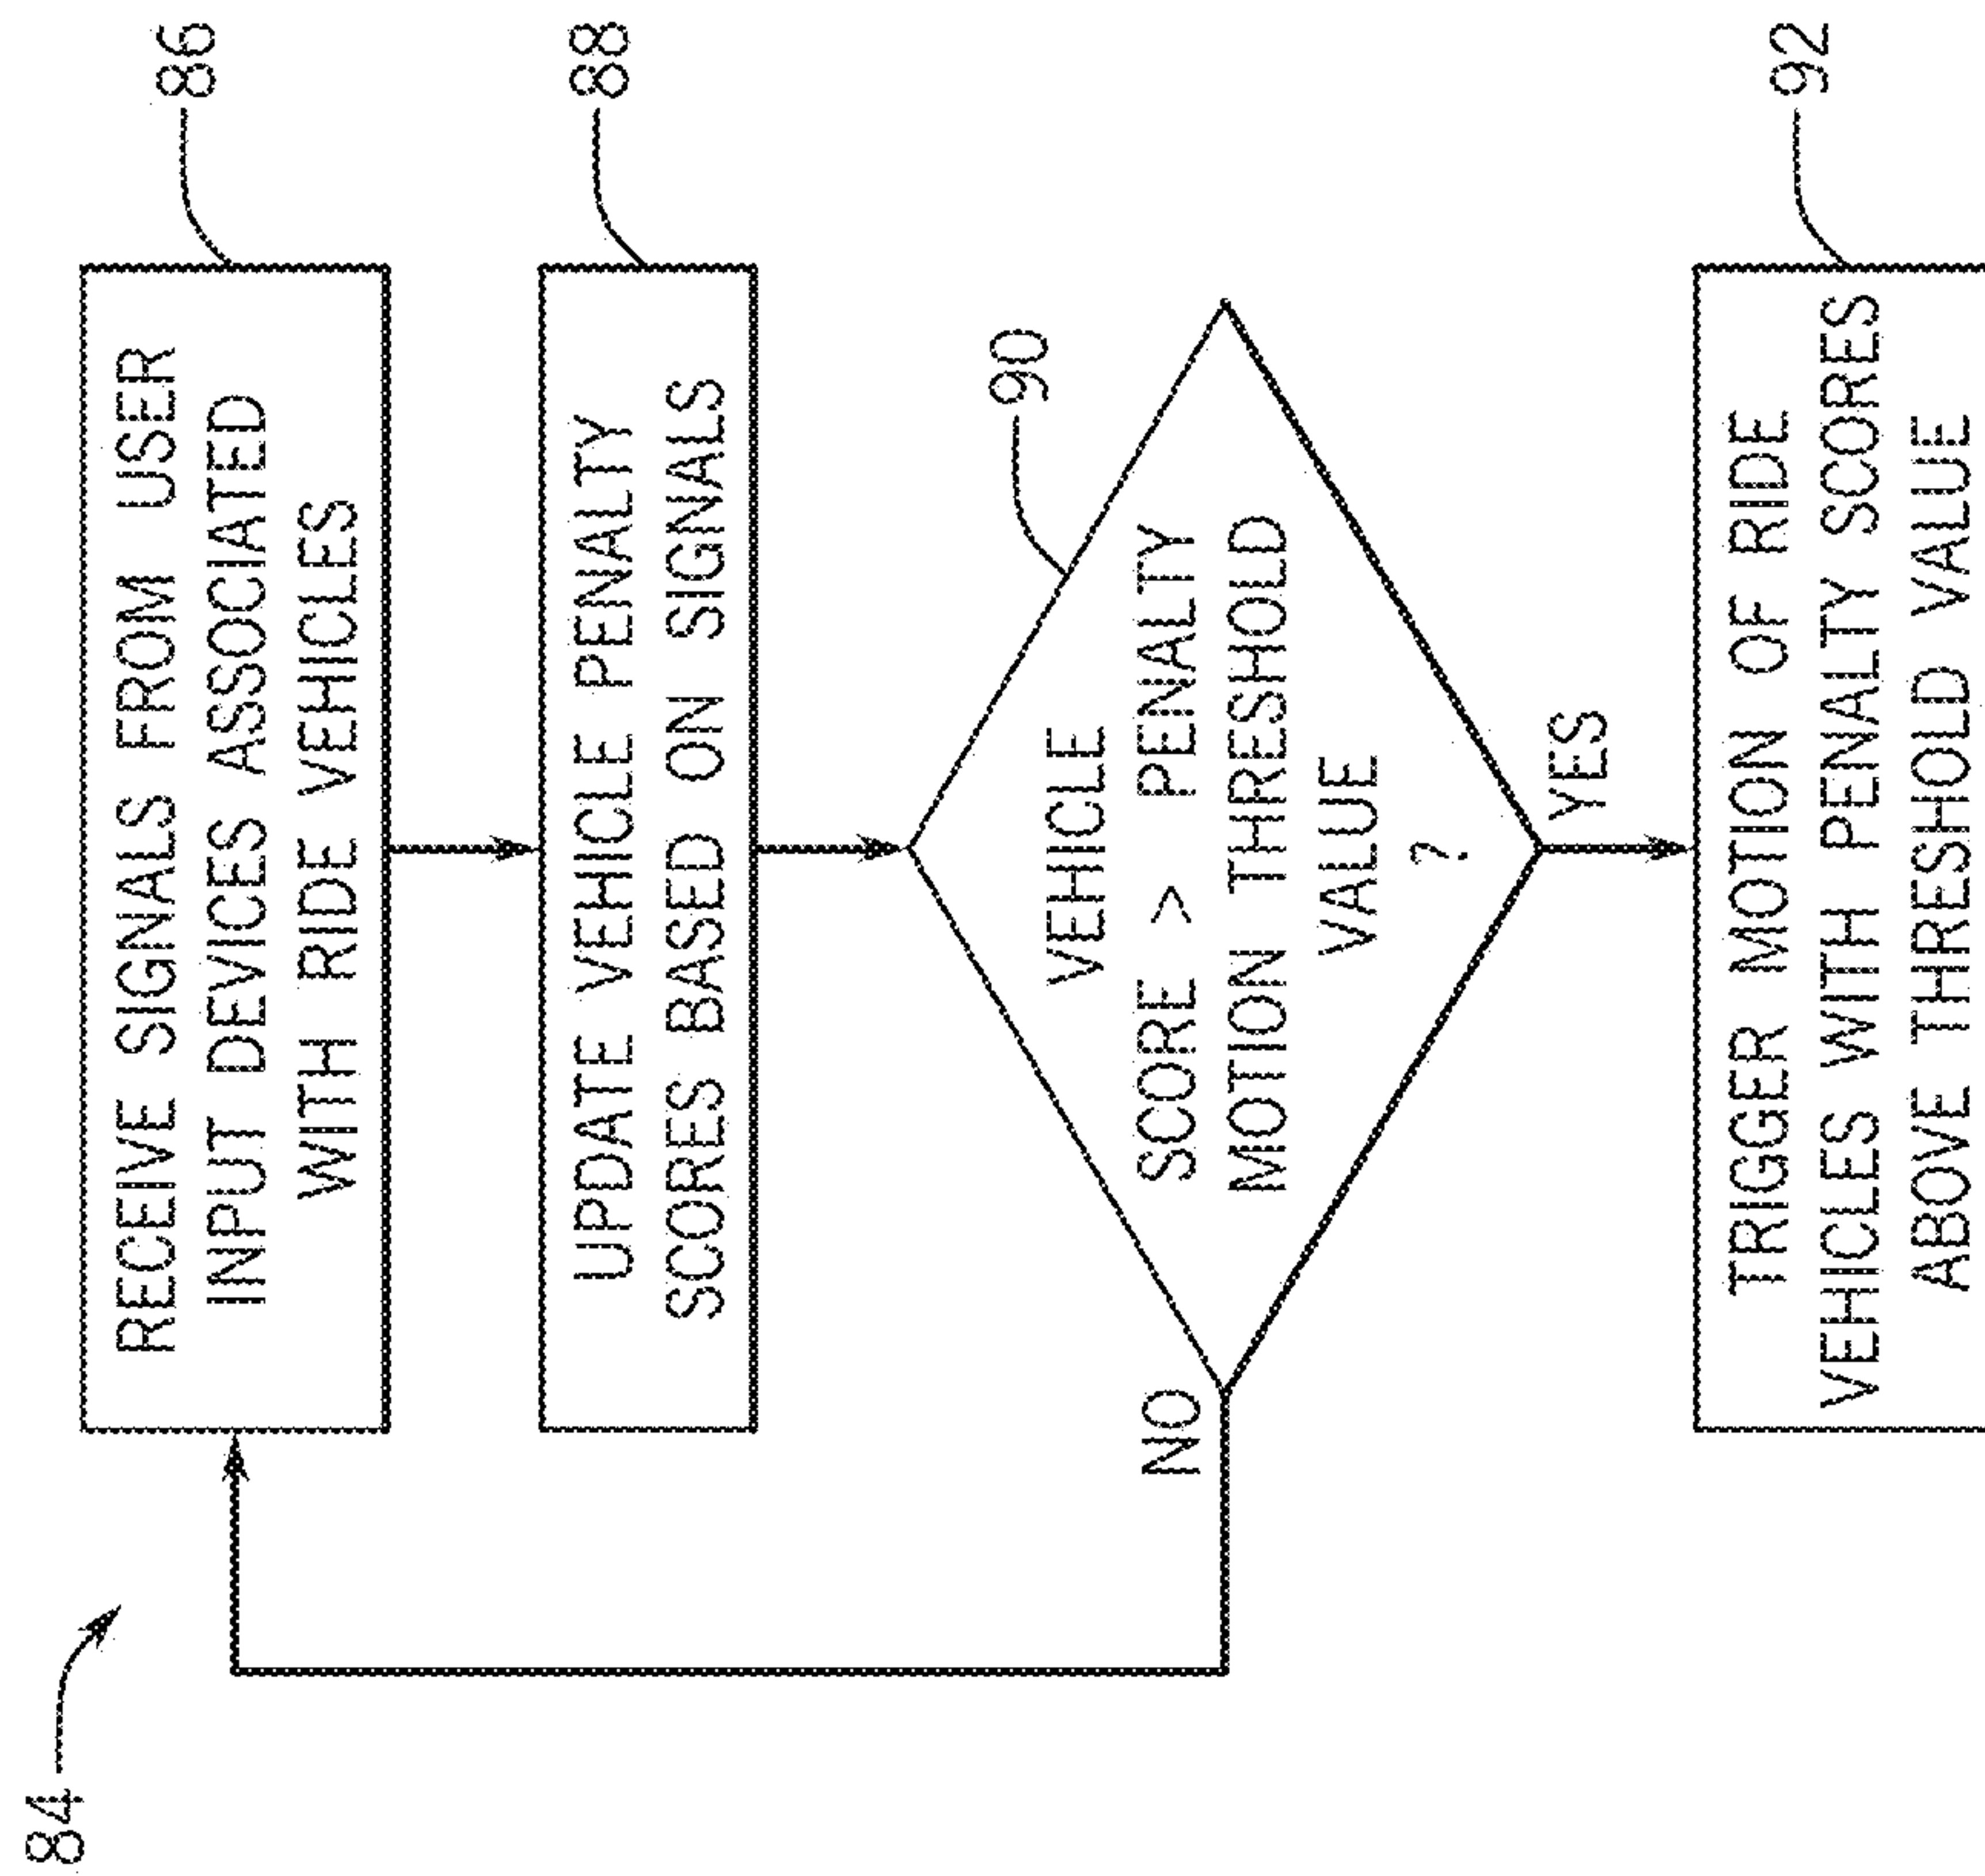 84
RECEIVE SIGNALS FROM USER
INPUT DEVICES ASSOCIATED
WITH RIDE VEHICLES
86
UPDATE VEHICLE PENALTY
SCORES BASED ON SIGNALS
88
VEHICLE
SCORE > PENALTY
MOTION THRESHOLD
VALUE
?
90
NO
YES
TRIGGER MOTION OF RIDE
VEHICLES WITH PENALTY SCORES
ABOVE THRESHOLD VALUE
92